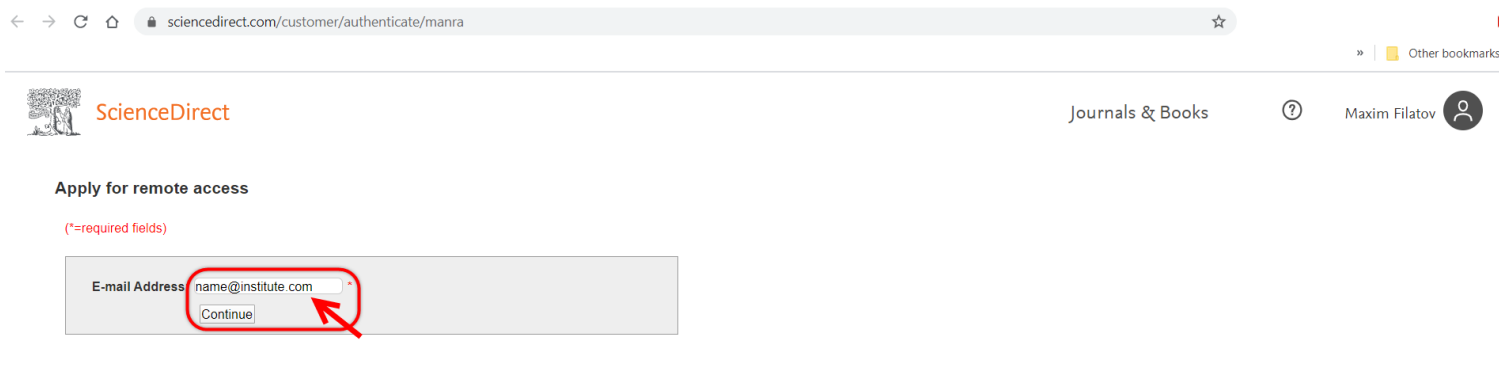 sciencedirect.com/customer/authenticate/manra
» Other bookmarks
ScienceDirect Journals & Books ? Maxim Filatov
Apply for remote access
(*=required fields)
E-mail Address name@institute.com *
Continue